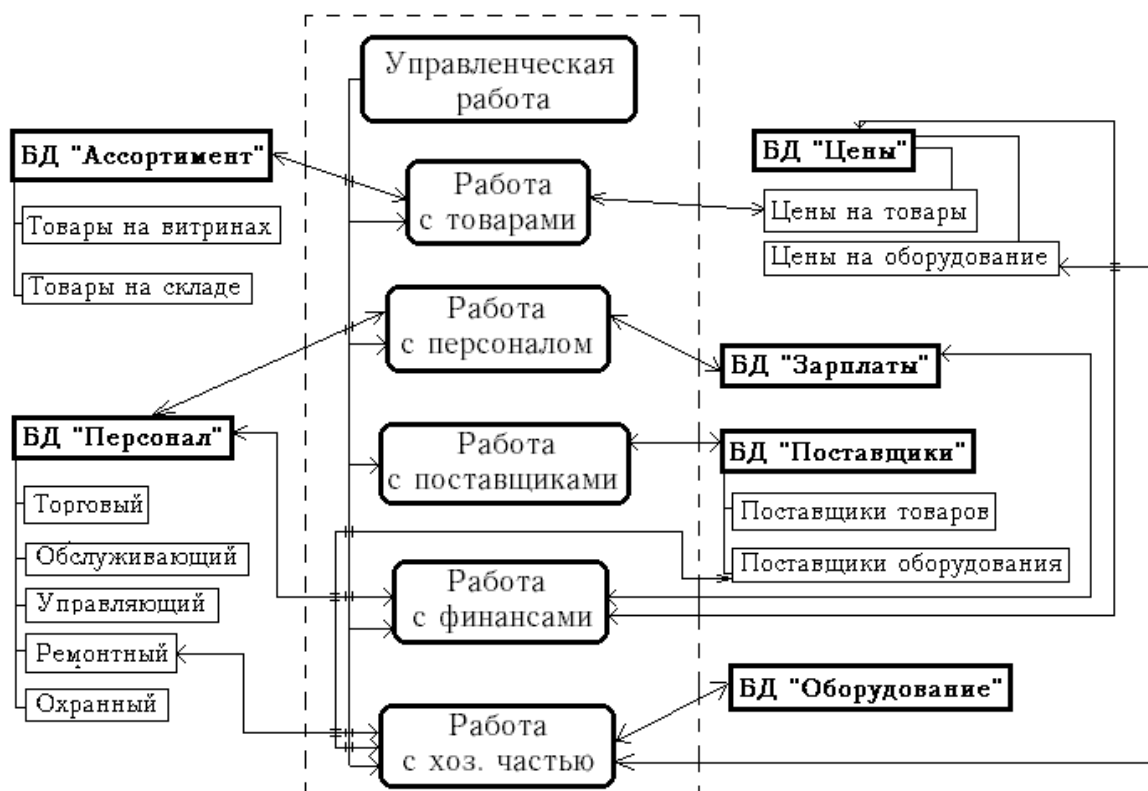 Управленческая
работа
БД "Ассортимент"
Товары на витринах
Товары на складе
Работа
с товарами
БД "Цены"
Цены на товары
Цены на оборудование
Работа
с персоналом
БД "Зарплаты"
БД "Персонал"
Торговый
Обслуживающий
Управляющий
Ремонтный
Охранный
Работа
с поставщиками
БД "Поставщики"
Поставщики товаров
Поставщики оборудования
Работа
с финансами
БД "Оборудование"
Работа
с хоз. частью